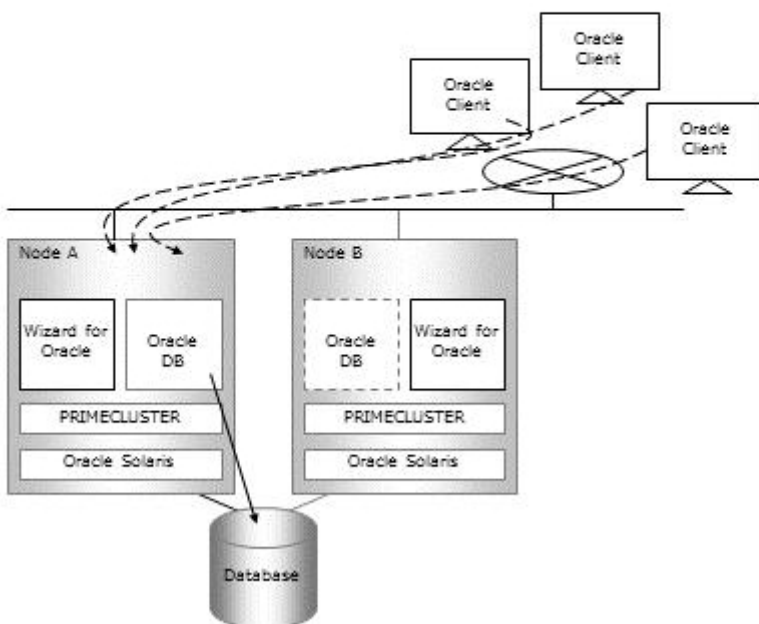 Oracle
Client
Oracle
Client
Oracle
Client
Node A
Wizard for
Oracle
Oracle
DB
PRIMECLUSTER
Oracle Solaris
Node B
Oracle
DB
Wizard for
Oracle
PRIMECLUSTER
Oracle Solaris
Database